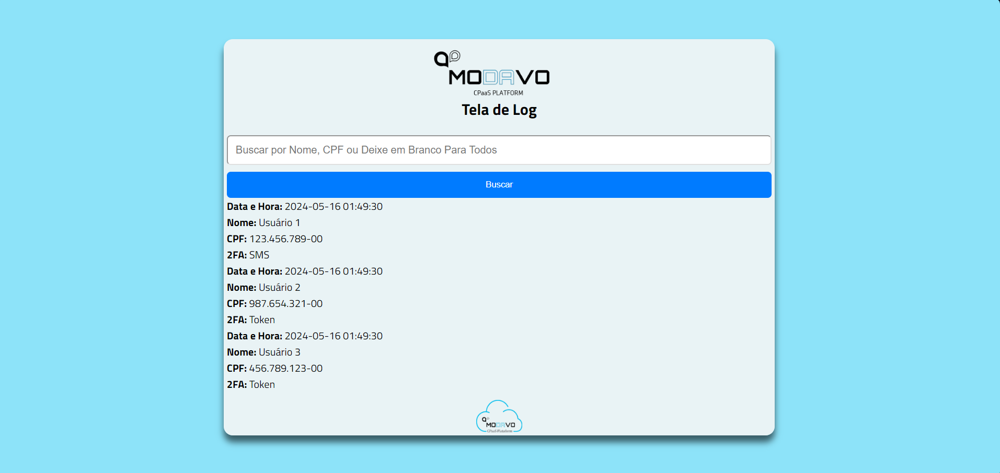 MODAVO
CPaaS PLATFORM
Tela de Log
Buscar por Nome, CPF ou Deixe em Branco Para Todos
Buscar
Data e Hora: 2024-05-16 01:49:30
Nome: Usuário 1
CPF: 123.456.789-00
2FA: SMS
Data e Hora: 2024-05-16 01:49:30
Nome: Usuário 2
CPF: 987.654.321-00
2FA: Token
Data e Hora: 2024-05-16 01:49:30
Nome: Usuário 3
CPF: 456.789.123-00
2FA: Token
MODAVO
CPaaS Plataform